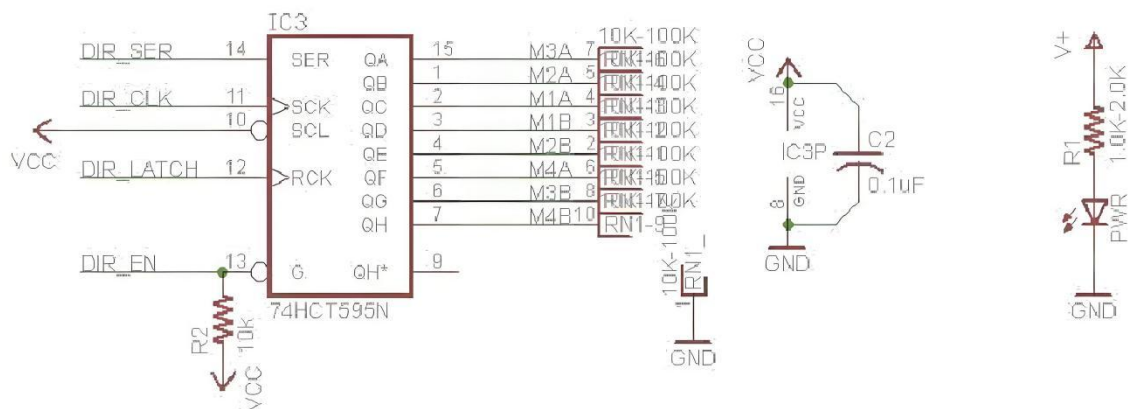 IC3
DIR_SER 14 SER QA 15 M3A 7 10K-100K
QB 1 M2A 5
DIR_CLK 11 SCK QC 2 M1A 4
10 SCL QD 3 M1B 3
VCC QE 4 M2B 2
DIR_LATCH 12 RCK QF 5 M4A 6
QG 6 M3B 8
QH 7 M4B 10 RN1-9
DIR_EN 13 G QH* 9
74HCT595N
R2 10k
VCC
RN1
1
GND
VCC
16 VCC
IC3P C2
0.1uF
8 GND
GND
V+
R1 1.0K-2.0K
PWR
GND